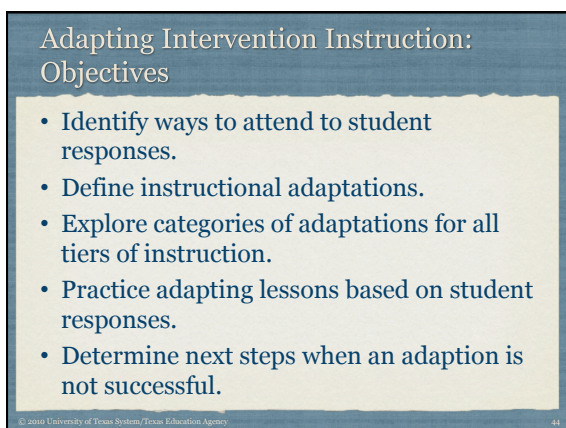 Adapting Intervention Instruction:
Objectives
• Identify ways to attend to student
responses.
• Define instructional adaptations.
• Explore categories of adaptations for all
tiers of instruction.
• Practice adapting lessons based on student
responses.
• Determine next steps when an adaption is
not successful.
© 2010 University of Texas System/Texas Education Agency 44